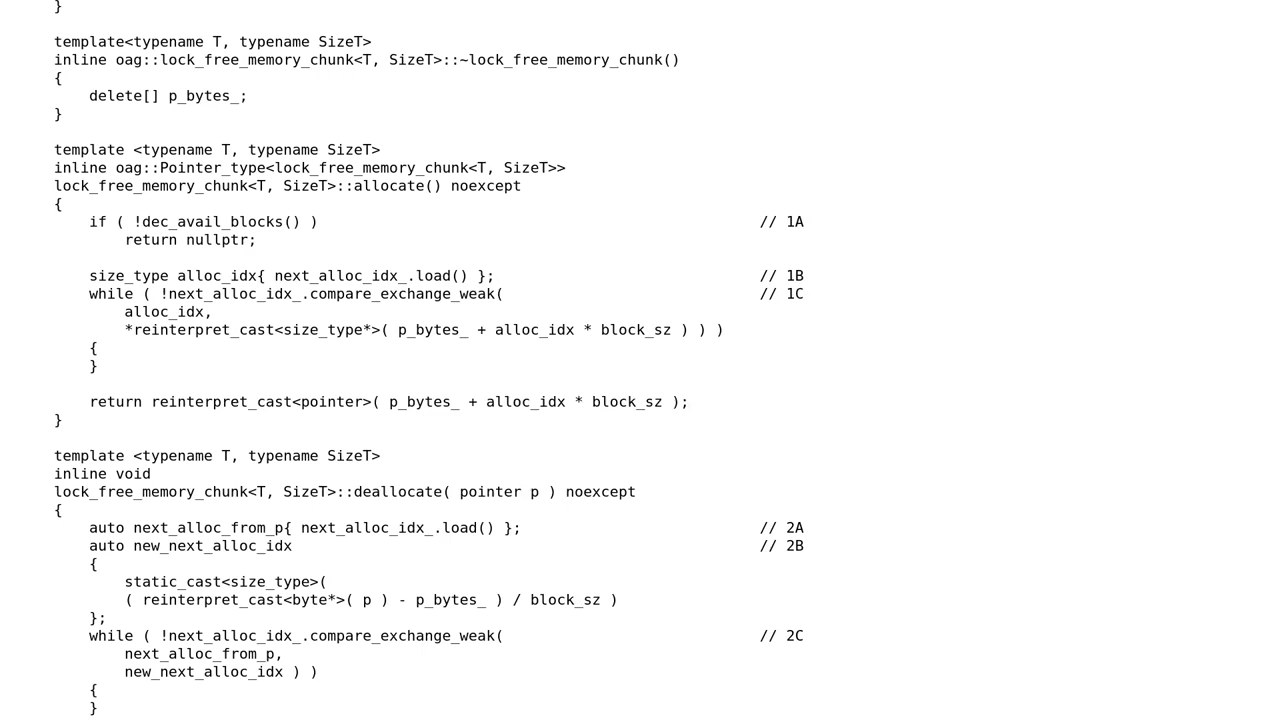 }
template<typename T, typename SizeT>
inline oag::lock_free_memory_chunk<T, SizeT>::~lock_free_memory_chunk()
{
    delete[] p_bytes_;
}
template <typename T, typename SizeT>
inline oag::Pointer_type<lock_free_memory_chunk<T, SizeT>>
lock_free_memory_chunk<T, SizeT>::allocate() noexcept
{
    if ( !dec_avail_blocks() ) // 1A
        return nullptr;
    size_type alloc_idx{ next_alloc_idx_.load() }; // 1B
    while ( !next_alloc_idx_.compare_exchange_weak( // 1C
        alloc_idx,
        *reinterpret_cast<size_type*>( p_bytes_ + alloc_idx * block_sz ) ) )
    {
    }
    return reinterpret_cast<pointer>( p_bytes_ + alloc_idx * block_sz );
}
template <typename T, typename SizeT>
inline void
lock_free_memory_chunk<T, SizeT>::deallocate( pointer p ) noexcept
{
    auto next_alloc_from_p{ next_alloc_idx_.load() }; // 2A
    auto new_next_alloc_idx // 2B
    {
        static_cast<size_type>(
        ( reinterpret_cast<byte*>( p ) - p_bytes_ ) / block_sz )
    };
    while ( !next_alloc_idx_.compare_exchange_weak( // 2C
        next_alloc_from_p,
        new_next_alloc_idx ) )
    {
    }